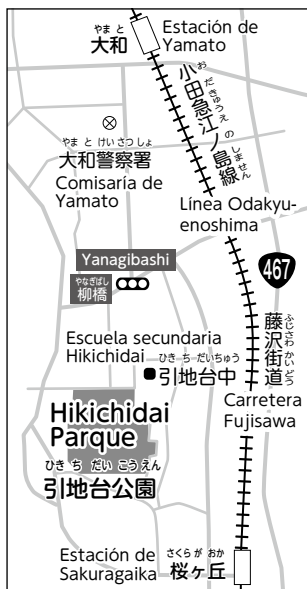 やまと
大和
Estación de
Yamato
おだきゅうえのしません
小田急江ノ島線
やまとけいさつしょ
大和警察署
Comisaría de
Yamato
Línea Odakyu-
enoshima
Yanagibashi
やなぎばし
柳橋
467
ふじさわかいどう
藤沢街道
Escuela secundaria
Hikichidai
ひきちだいちゅう
引地台中
Carretera
Fujisawa
Hikichidai
Parque
ひきちだいこうえん
引地台公園
Estación de
Sakuragaika
さくらがおか
桜ヶ丘